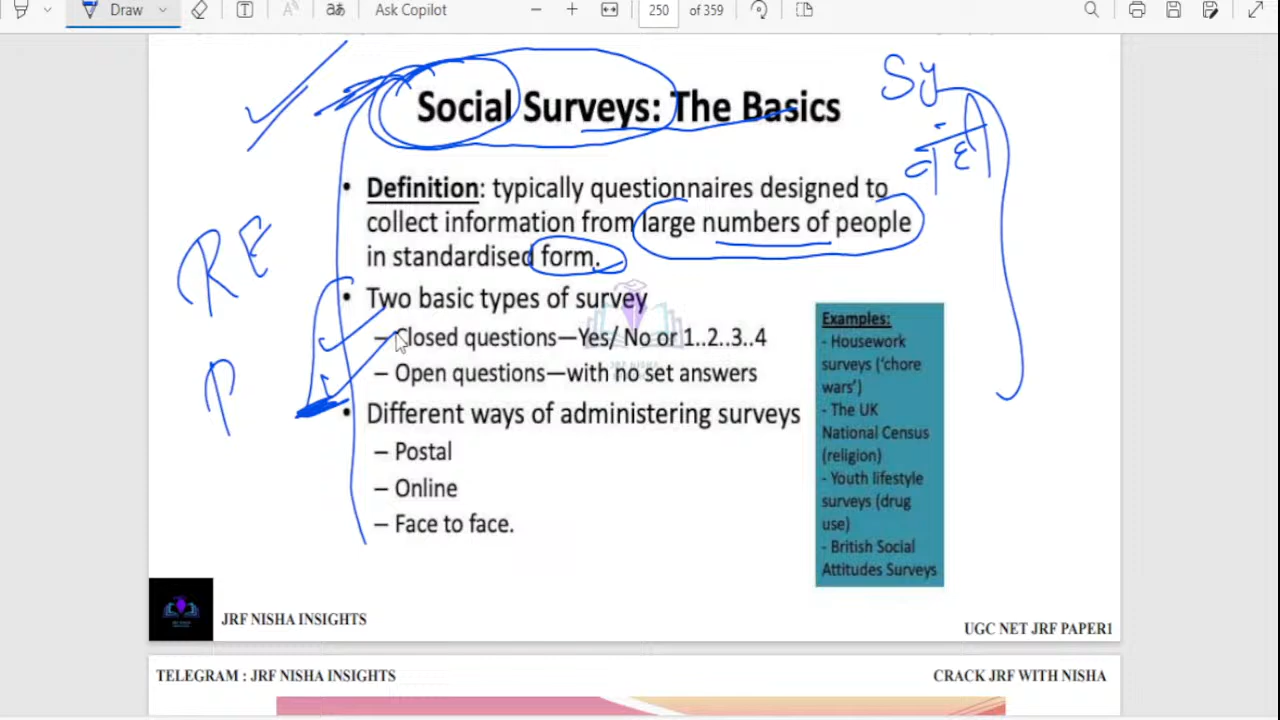 Draw
Ask Copilot
250 of 359
Sy
Social Surveys: The Basics
• Definition: typically questionnaires designed to
collect information from large numbers of people
in standardised form.
RE
P
• Two basic types of survey
– Closed questions—Yes/ No or 1..2..3..4
– Open questions—with no set answers
• Different ways of administering surveys
– Postal
– Online
– Face to face.
Examples:
- Housework
surveys (‘chore
wars’)
- The UK
National Census
(religion)
- Youth lifestyle
surveys (drug
use)
- British Social
Attitudes Surveys
JRF NISHA INSIGHTS
UGC NET JRF PAPER1
TELEGRAM : JRF NISHA INSIGHTS
CRACK JRF WITH NISHA